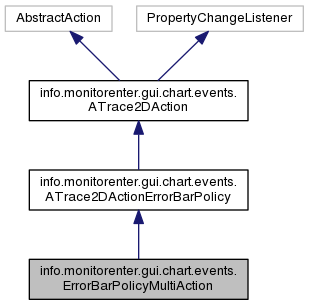 AbstractAction
PropertyChangeListener
info.monitorenter.gui.chart.events.
ATrace2DAction
info.monitorenter.gui.chart.events.
ATrace2DActionErrorBarPolicy
info.monitorenter.gui.chart.events.
ErrorBarPolicyMultiAction